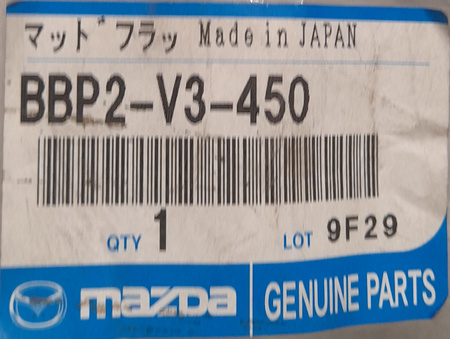 マッドフラッ Made in JAPAN
BBP2-V3-450
QTY 1 LOT 9F29
mazda GENUINE PARTS